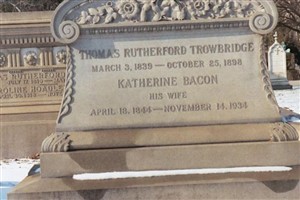 THOMAS RUTHERFORD TROWBRIDGE
MARCH 3, 1839 — OCTOBER 25, 1898
KATHERINE BACON
HIS WIFE
APRIL 18, 1844 — NOVEMBER 14, 1934
RUTHERFORD